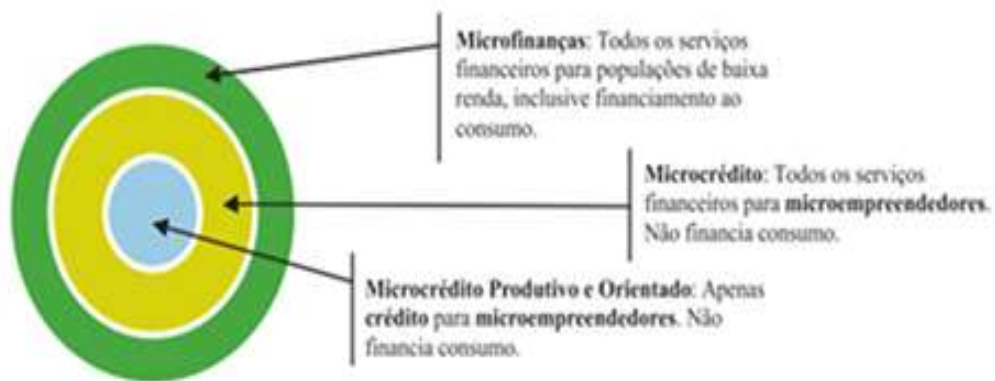 Microfinanças: Todos os serviços
financeiros para populações de baixa
renda, inclusive financiamento ao
consumo.
Microcrédito: Todos os serviços
financeiros para microempreendedores.
Não financia consumo.
Microcrédito Produtivo e Orientado: Apenas
crédito para microempreendedores. Não
financia consumo.